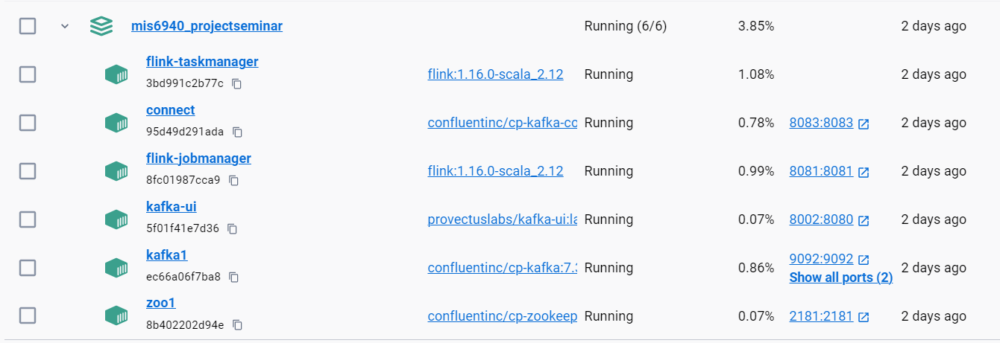 mis6940_projectseminar Running (6/6) 3.85% 2 days ago
flink-taskmanager
3bd991c2b77c
flink:1.16.0-scala_2.12 Running 1.08% 2 days ago
connect
95d49d291ada
confluentinc/cp-kafka-co Running 0.78% 8083:8083 2 days ago
flink-jobmanager
8fc01987cca9
flink:1.16.0-scala_2.12 Running 0.99% 8081:8081 2 days ago
kafka-ui
5f01f41e7d36
provectuslabs/kafka-ui:la Running 0.07% 8002:8080 2 days ago
kafka1
ec66a06f7ba8
confluentinc/cp-kafka:7.3 Running 0.86% 9092:9092 2 days ago
Show all ports (2)
zoo1
8b402202d94e
confluentinc/cp-zookeep Running 0.07% 2181:2181 2 days ago